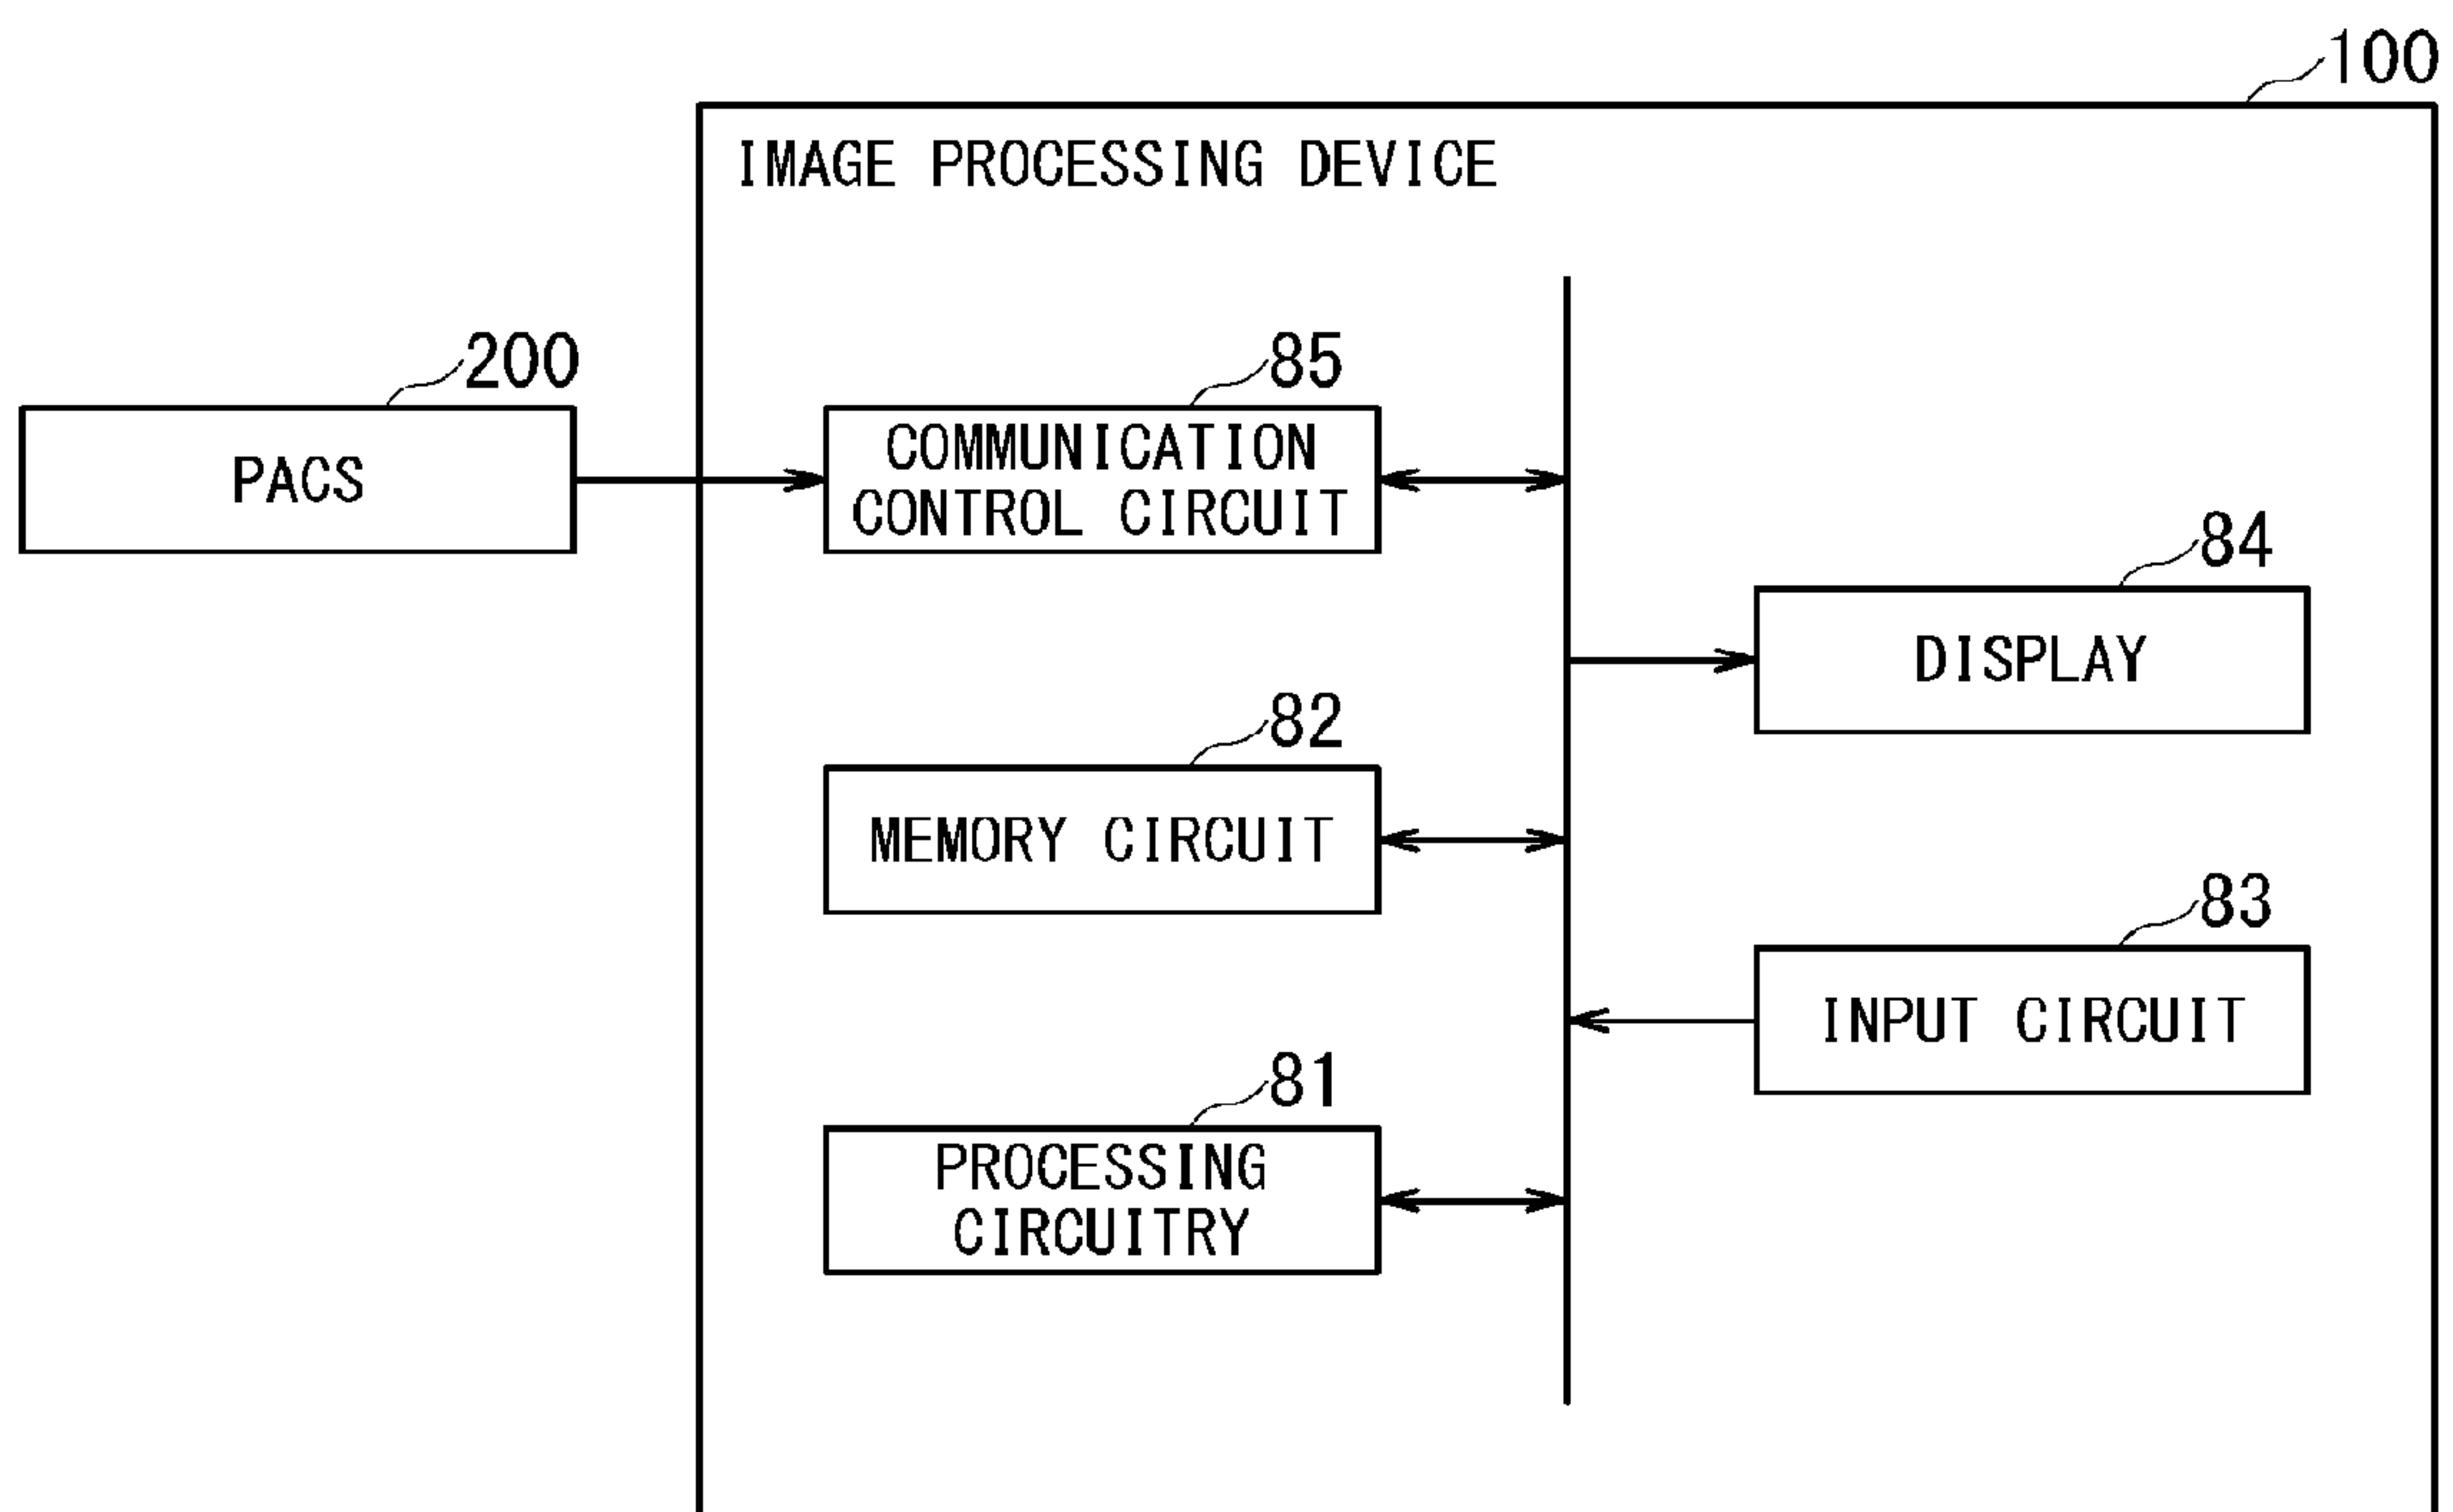 100
IMAGE PROCESSING DEVICE
200
PACS
85
COMMUNICATION
CONTROL CIRCUIT
84
DISPLAY
82
MEMORY CIRCUIT
83
INPUT CIRCUIT
81
PROCESSING
CIRCUITRY